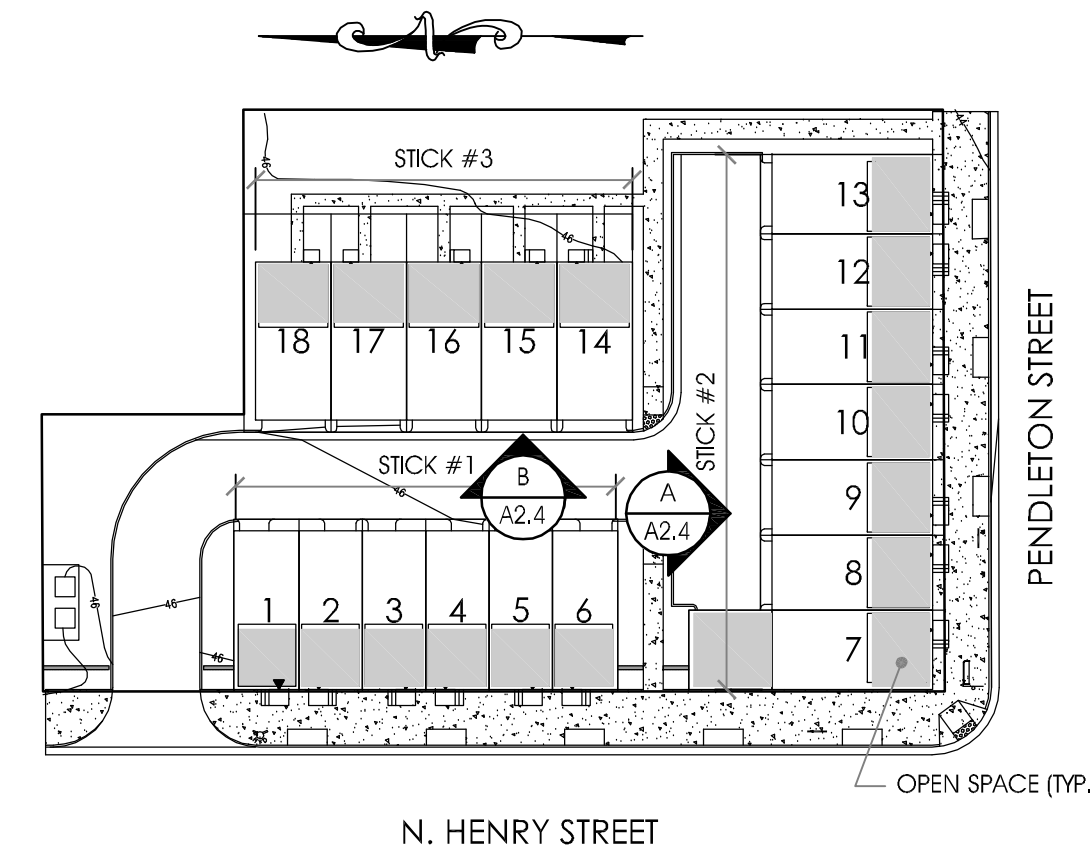 N
44
46
STICK #3
46
13
12
11
10
9
8
7
18
17
16
15
14
STICK #2
PENDLETON STREET
STICK #1
46
B
A2.4
A
A2.4
46
46
46
1
2
3
4
5
6
OPEN SPACE (TYP.
N. HENRY STREET